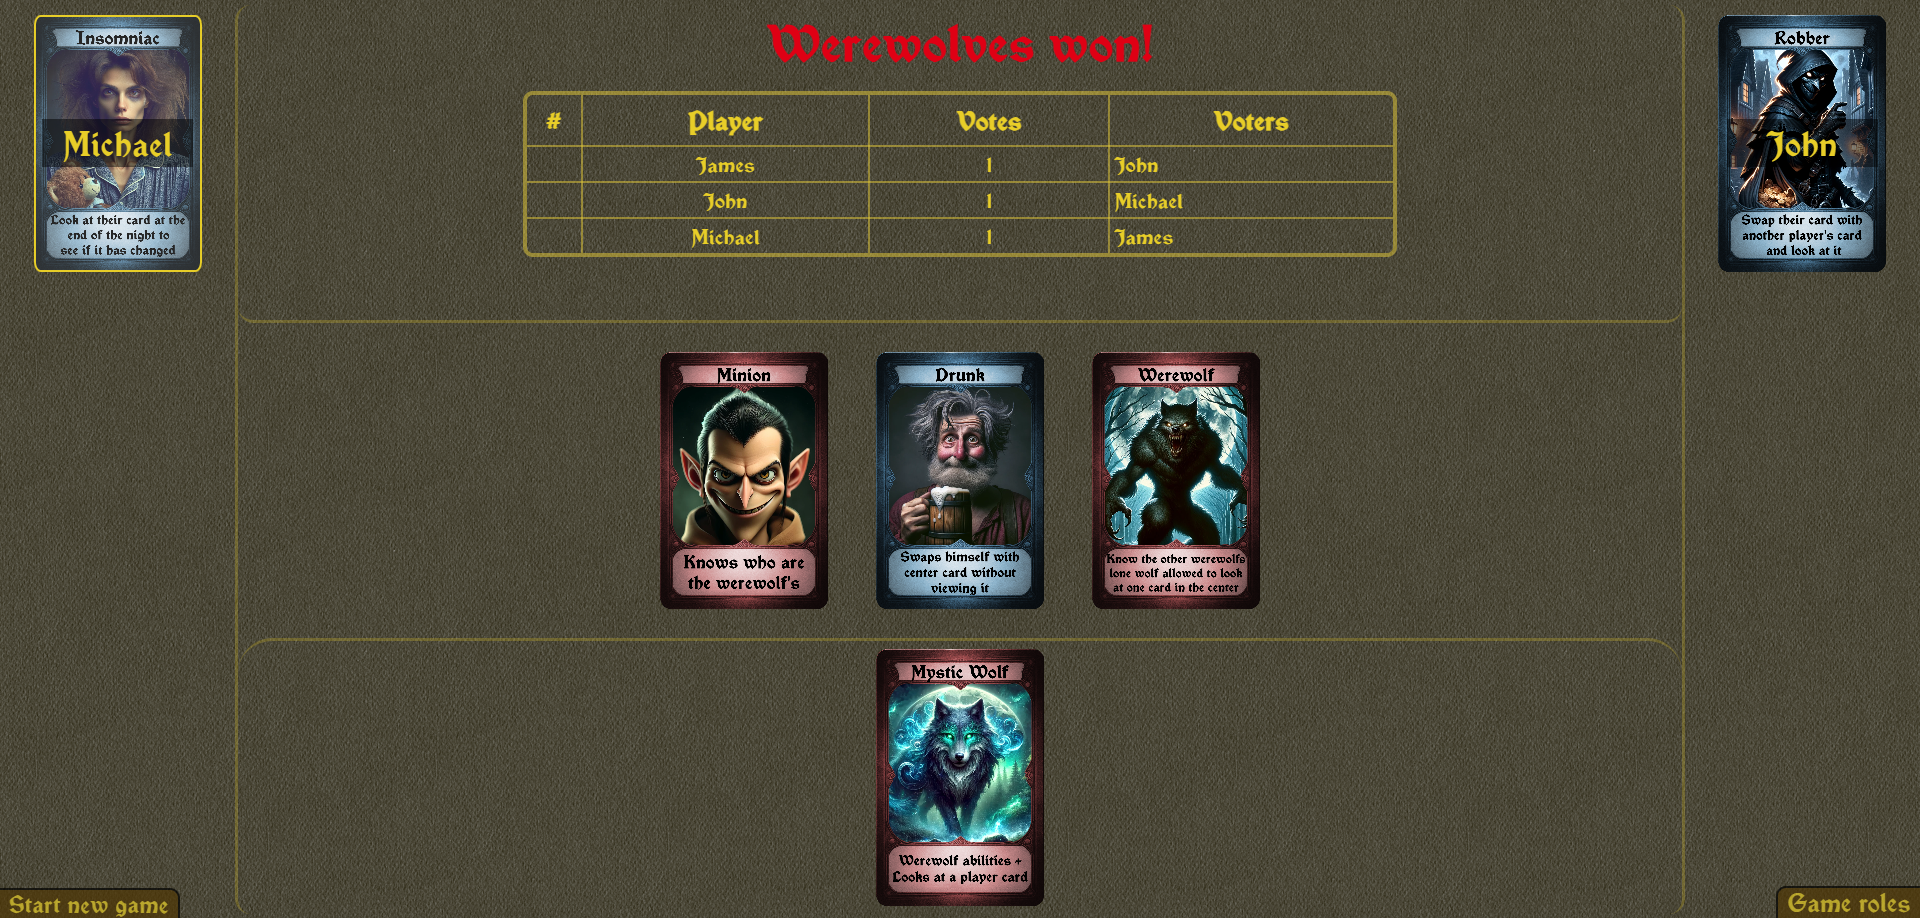 Werewolves won!
# Player Votes Voters
James 1 John
John 1 Michael
Michael 1 James
Insomniac
Michael
Look at their card at the
end of the night to
see if it has changed
Robber
John
Swap their card with
another player's card
and look at it
Minion
Knows who are
the werewolf's
Drunk
Swaps himself with
center card without
viewing it
Werewolf
Know the other werewolfs
lone wolf allowed to look
at one card in the center
Mystic Wolf
Werewolf abilities +
Looks at a player card
Start new game
Game roles